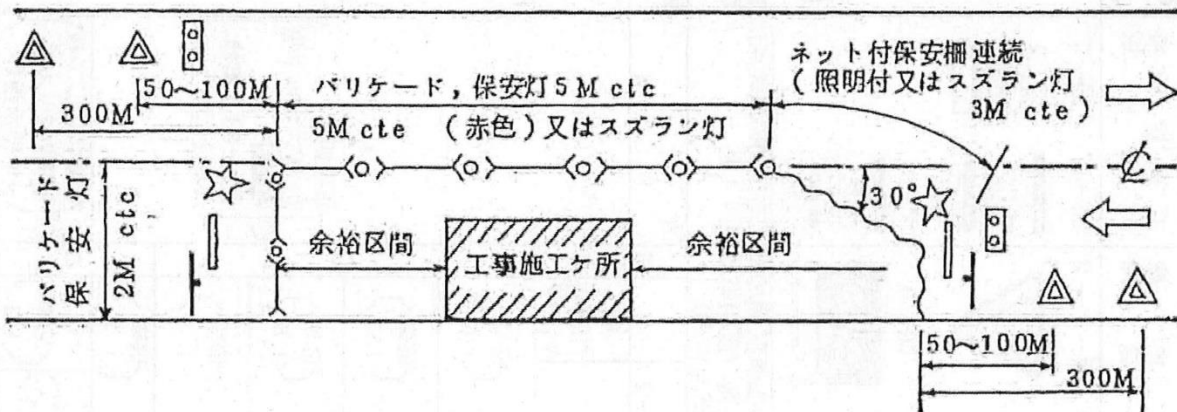 ネット付保安柵連続
(照明付又はスズラン灯
3M cte)
50~100M
バリケード,保安灯5M ctc
300M
5M cte (赤色)又はスズラン灯
バリケード
保安灯
2M ctc
30°
余裕区間
工事施工ケ所
余裕区間
50~100M
300M